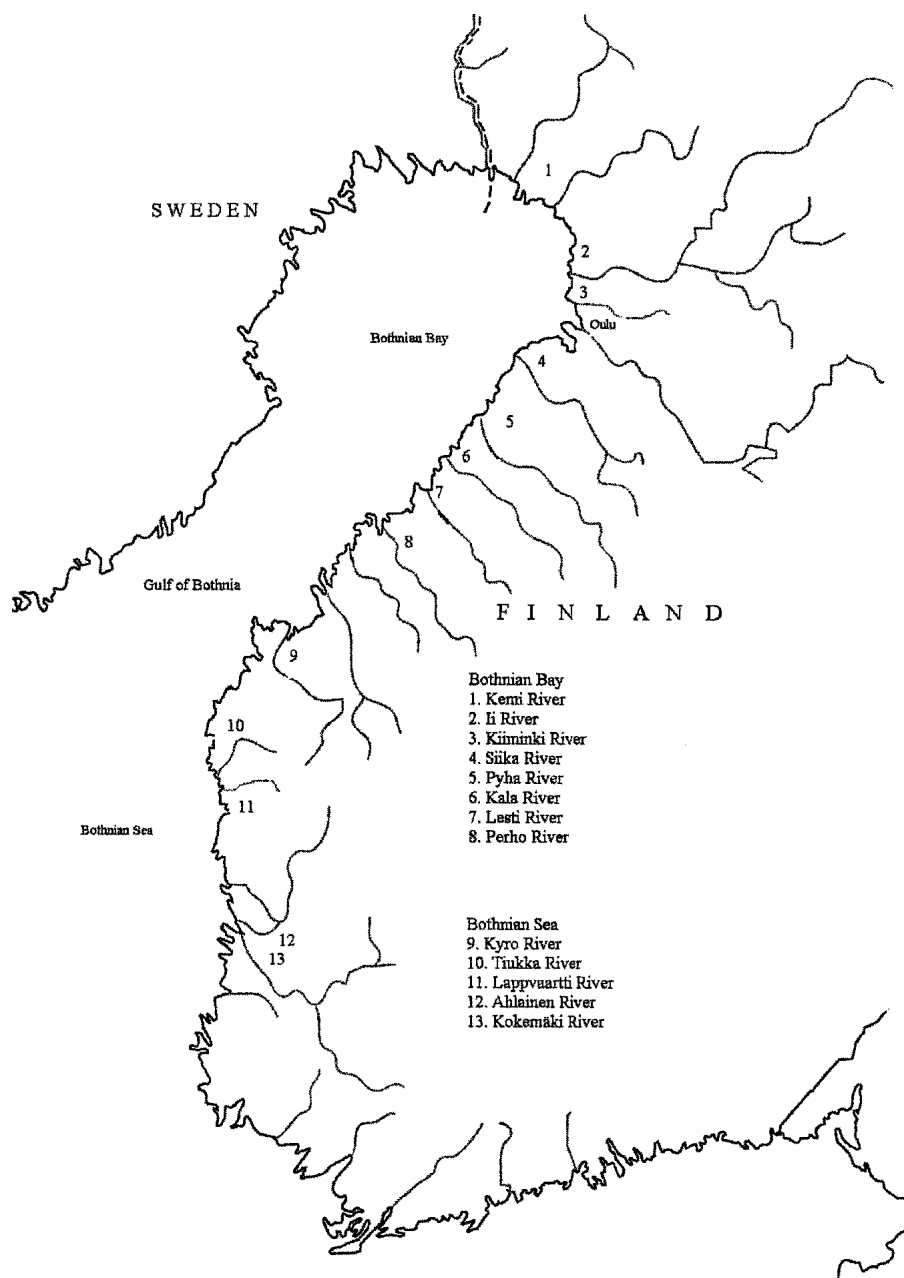 1
SWEDEN
2
3
Oulu
Bothnian Bay
4
5
6
7
8
Gulf of Bothnia
FINLAND
9
Bothnian Bay
1. Kemi River
2. Ii River
3. Kiiminki River
4. Siika River
5. Pyha River
6. Kala River
7. Lesti River
8. Perho River
10
11
Bothnian Sea
12
13
Bothnian Sea
9. Kyro River
10. Tiukka River
11. Lappvaartti River
12. Ahlainen River
13. Kokemäki River